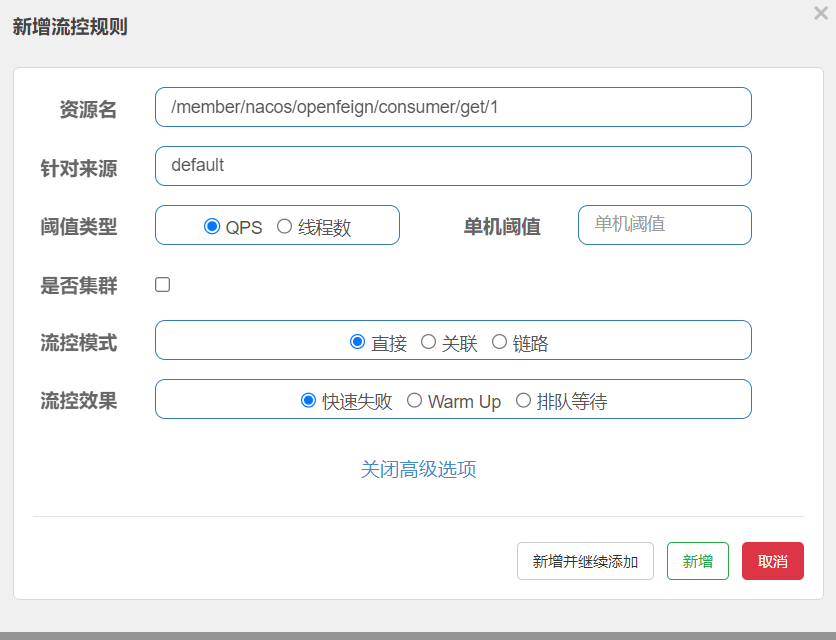 新增流控规则
资源名 /member/nacos/openfeign/consumer/get/1
针对来源 default
阈值类型 QPS 线程数 单机阈值 单机阈值
是否集群
流控模式 直接 关联 链路
流控效果 快速失败 Warm Up 排队等待
关闭高级选项
新增并继续添加 新增 取消